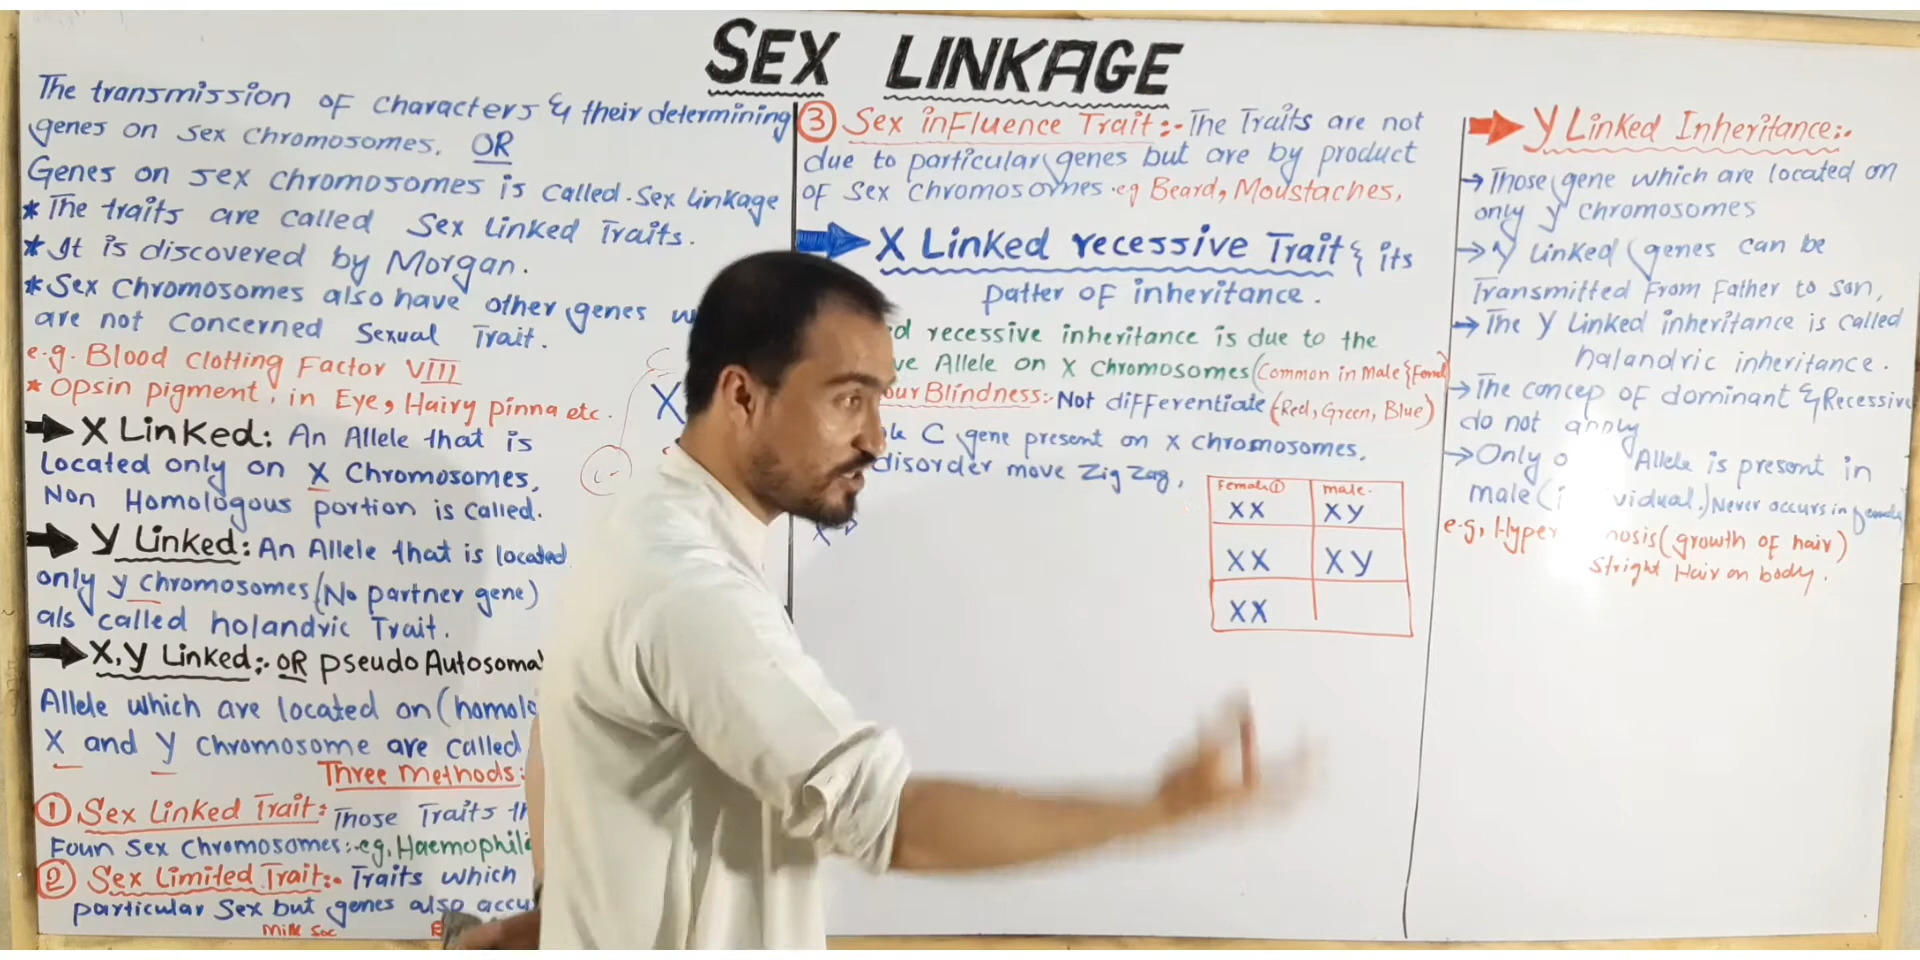 SEX LINKAGE
The transmission of characters & their determining
genes on sex chromosomes. OR
Genes on sex chromosomes is called Sex linkage
* The traits are called Sex linked Traits.
* It is discovered by Morgan.
* Sex Chromosomes also have other genes
are not Concerned Sexual Trait.
e.g. Blood Clotting Factor VIII
* Opsin pigment, in Eye, Hairy pinna etc.
→ X Linked: An Allele that is
Located only on X Chromosomes,
Non Homologous portion is called.
→ Y Linked: An Allele that is located
only y chromosomes (No partner gene)
als called holandric Trait.
→ X,Y Linked:. OR pseudo Autosoma
Allele which are located on (homolo
X and Y Chromosome are called
Three methods:
① Sex Linked Trait: Those Traits
Foun Sex Chromosomes:-eg, Haemophili
② Sex Limited Trait:- Traits which
particular Sex but genes also accu
Milk Sec
X
③ Sex inFluence Trait:- The Traits are not
due to particular genes but are by product
of Sex chromosomes. eg Beard, Moustaches,
→ X Linked recessive Trait & its
patter of inheritance.
recessive inheritance is due to the
Allele on X Chromosomes (Common in Male
our Blindness:- Not differentiate (Red, Green, Blue)
C gene present on x chromosomes.
disorder move Zig Zag,
Female① male.
XX XY
XX XY
XX
→ Y Linked Inheritance:.
→ Those gene which are located on
only y chromosomes
→ Y linked genes can be
Transmitted From Father to son,
→ The Y Linked inheritance is called
halandric inheritance.
→ The concep of dominant & Recessive
do not apply
→ Only Allele is present in
male vidual.) Never occurs in female
e.g, Hyper nosis (growth of hair)
stright Hair on body.